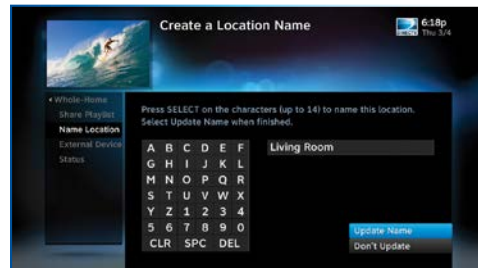 Create a Location Name
DIRECTV
6:18p
Thu 3/4
Whole-Home
Share Playlist
Name Location
External Device
Status
Press SELECT on the characters (up to 14) to name this location.
Select Update Name when finished.
Living Room
A B C D E F
G H I J K L
M N O P Q R
S T U V W X
Y Z 1 2 3 4
5 6 7 8 9 0
CLR SPC DEL
Update Name
Don't Update